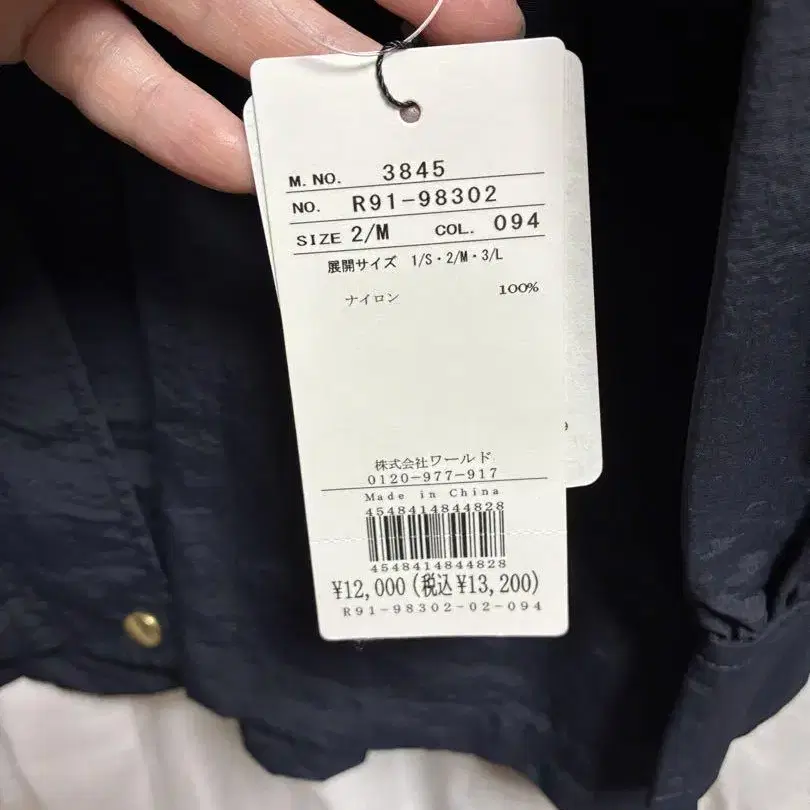 M. NO. 3845
NO. R91-98302
SIZE 2/M COL. 094
展開サイズ 1/S・2/M・3/L
ナイロン 100%
株式会社ワールド
0120-977-917
Made in China
4548414844828
4548414844828
¥12,000(税込¥13,200)
R91-98302-02-094